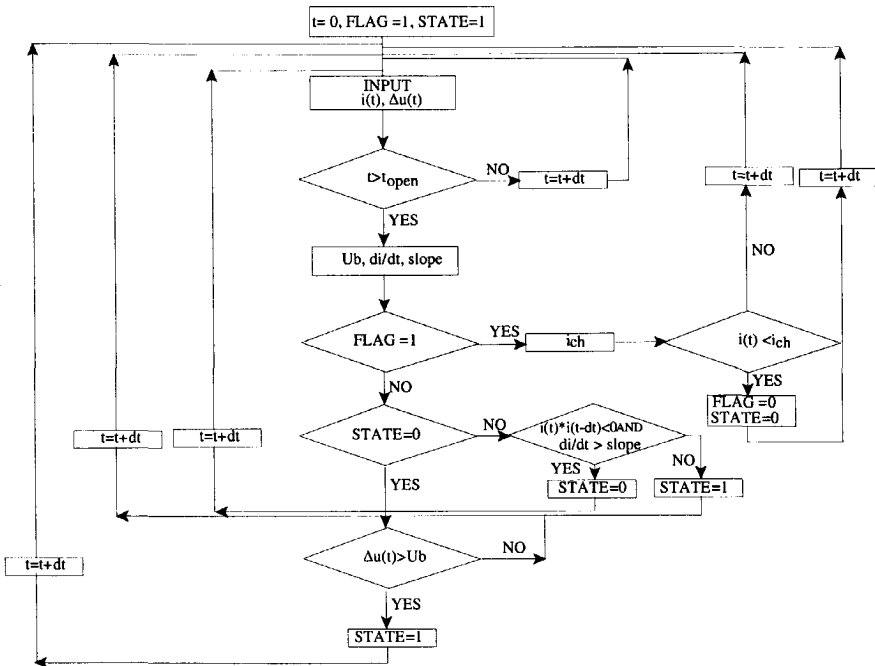 t= 0, FLAG =1, STATE=1
INPUT
i(t), Δu(t)
t>topen
NO
t=t+dt
t=t+dt
t=t+dt
YES
Ub, di/dt, slope
NO
FLAG =1
YES
ich
i(t) <ich
NO
YES
FLAG =0
STATE=0
t=t+dt
t=t+dt
STATE=0
NO
i(t)*i(t-dt)<0AND
di/dt > slope
YES
NO
STATE=0
STATE=1
YES
Δu(t)>Ub
NO
t=t+dt
YES
STATE=1